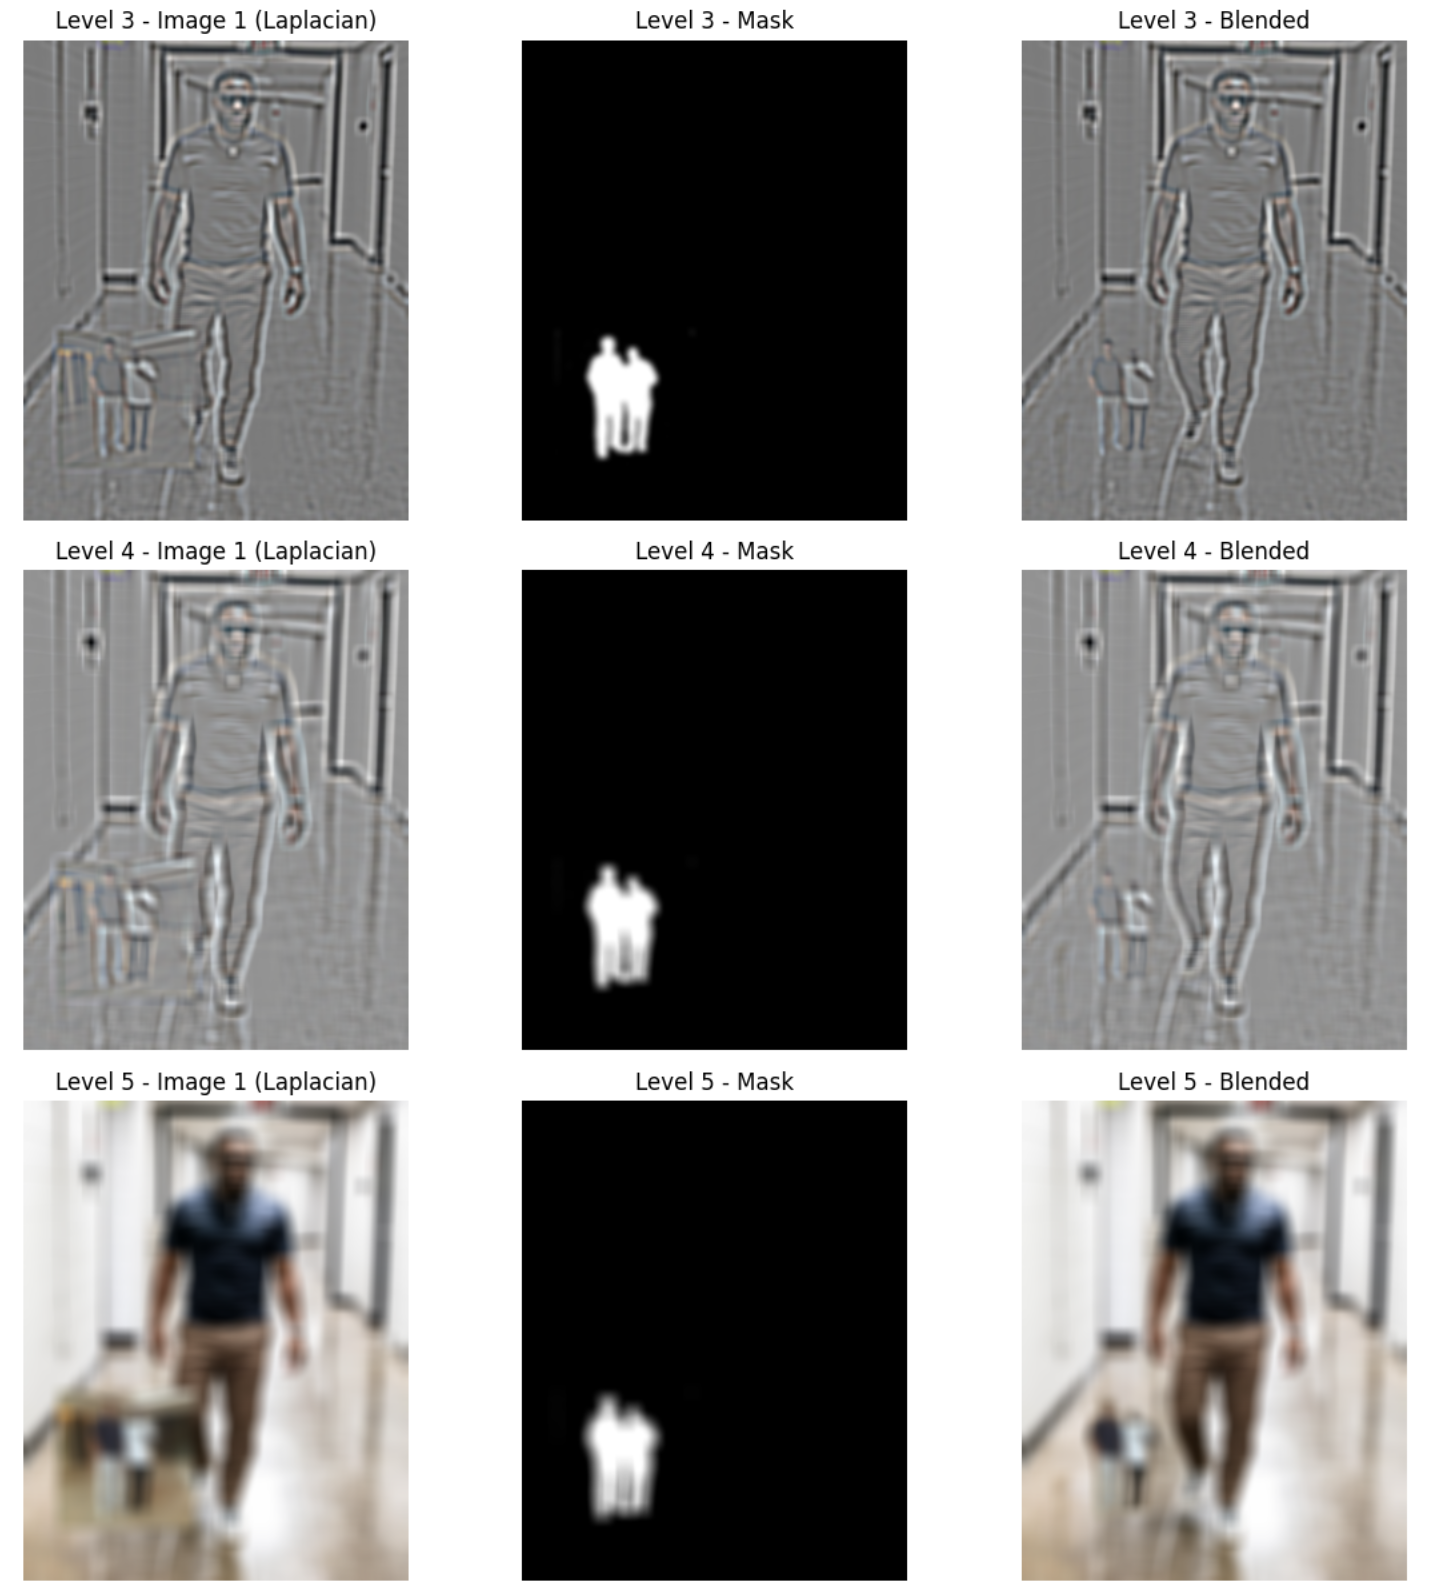 Level 3 - Image 1 (Laplacian)
Level 3 - Mask
Level 3 - Blended
Level 4 - Image 1 (Laplacian)
Level 4 - Mask
Level 4 - Blended
Level 5 - Image 1 (Laplacian)
Level 5 - Mask
Level 5 - Blended